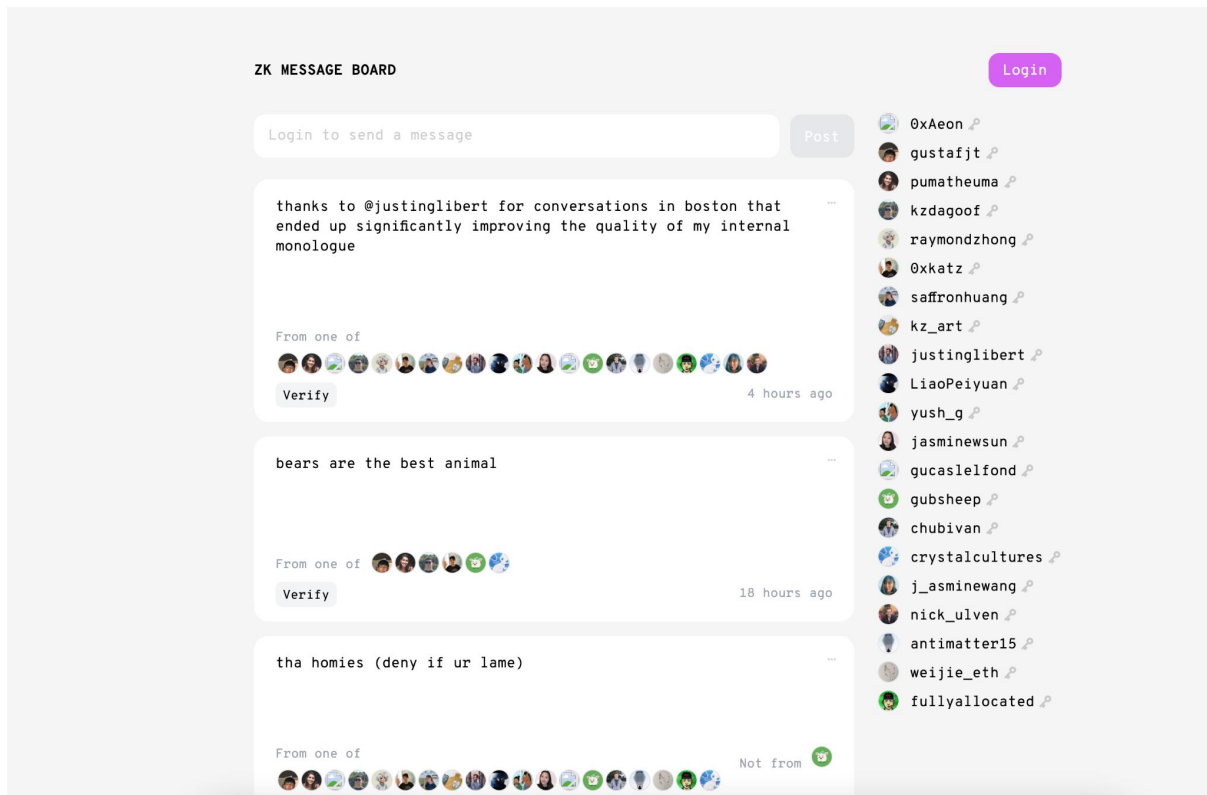 ZK MESSAGE BOARD
Login
Login to send a message
Post
thanks to @justinglibert for conversations in boston that
ended up significantly improving the quality of my internal
monologue
From one of
Verify
4 hours ago
bears are the best animal
From one of
Verify
18 hours ago
tha homies (deny if ur lame)
From one of
Not from
0xAeon
gustafjt
pumatheuma
kzdagoof
raymondzhong
0xkatz
saffronhuang
kz_art
justinglibert
LiaoPeiyuan
yush_g
jasminewsun
gucaslelfond
gubsheep
chubivan
crystalcultures
j_asminewang
nick_ulven
antimatter15
weijie_eth
fullyallocated